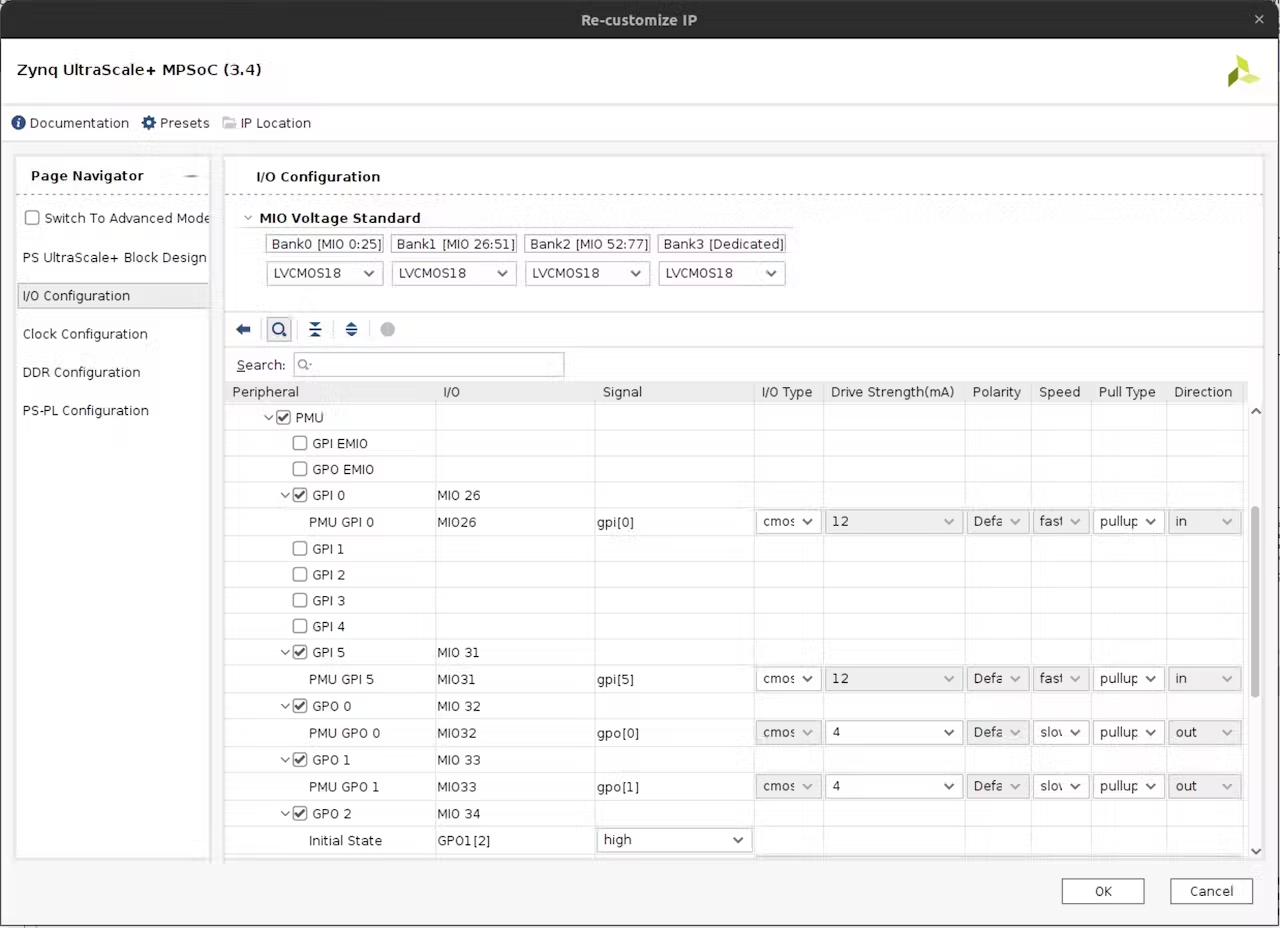 Re-customize IP
Zynq UltraScale+ MPSoC (3.4)
Documentation Presets IP Location
Page Navigator
Switch To Advanced Mode
PS UltraScale+ Block Design
I/O Configuration
Clock Configuration
DDR Configuration
PS-PL Configuration
I/O Configuration
MIO Voltage Standard
Bank0 [MIO 0:25] Bank1 [MIO 26:51] Bank2 [MIO 52:77] Bank3 [Dedicated]
LVCMOS18 LVCMOS18 LVCMOS18 LVCMOS18
Search:
Peripheral I/O Signal I/O Type Drive Strength(mA) Polarity Speed Pull Type Direction
PMU
GPI EMIO
GPO EMIO
GPI 0 MIO 26
PMU GPI 0 MIO26 gpi[0] cmos 12 Defa fast pullup in
GPI 1
GPI 2
GPI 3
GPI 4
GPI 5 MIO 31
PMU GPI 5 MIO31 gpi[5] cmos 12 Defa fast pullup in
GPO 0 MIO 32
PMU GPO 0 MIO32 gpo[0] cmos 4 Defa slow pullup out
GPO 1 MIO 33
PMU GPO 1 MIO33 gpo[1] cmos 4 Defa slow pullup out
GPO 2 MIO 34
Initial State GPO1[2] high
OK Cancel